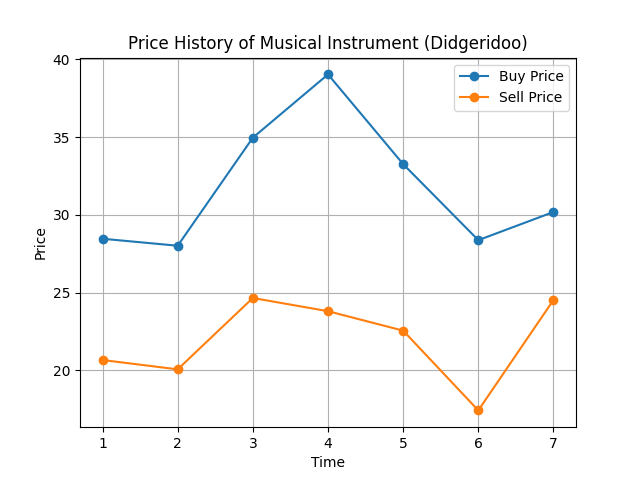 Price History of Musical Instrument (Didgeridoo)
Buy Price
Sell Price
Price
40
35
30
25
20
1 2 3 4 5 6 7
Time